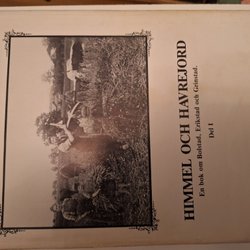 HIMMEL OCH HAVREJORD
En bok om Bolstad, Erikstad och Grinstad.
Del I